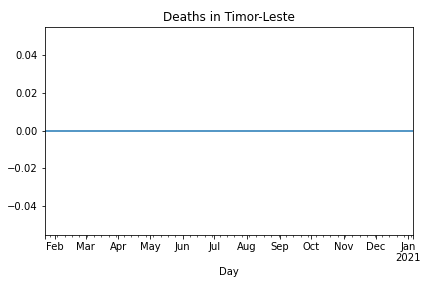 Deaths in Timor-Leste
0.04
0.02
0.00
−0.02
−0.04
Feb Mar Apr May Jun Jul Aug Sep Oct Nov Dec Jan
2021
Day